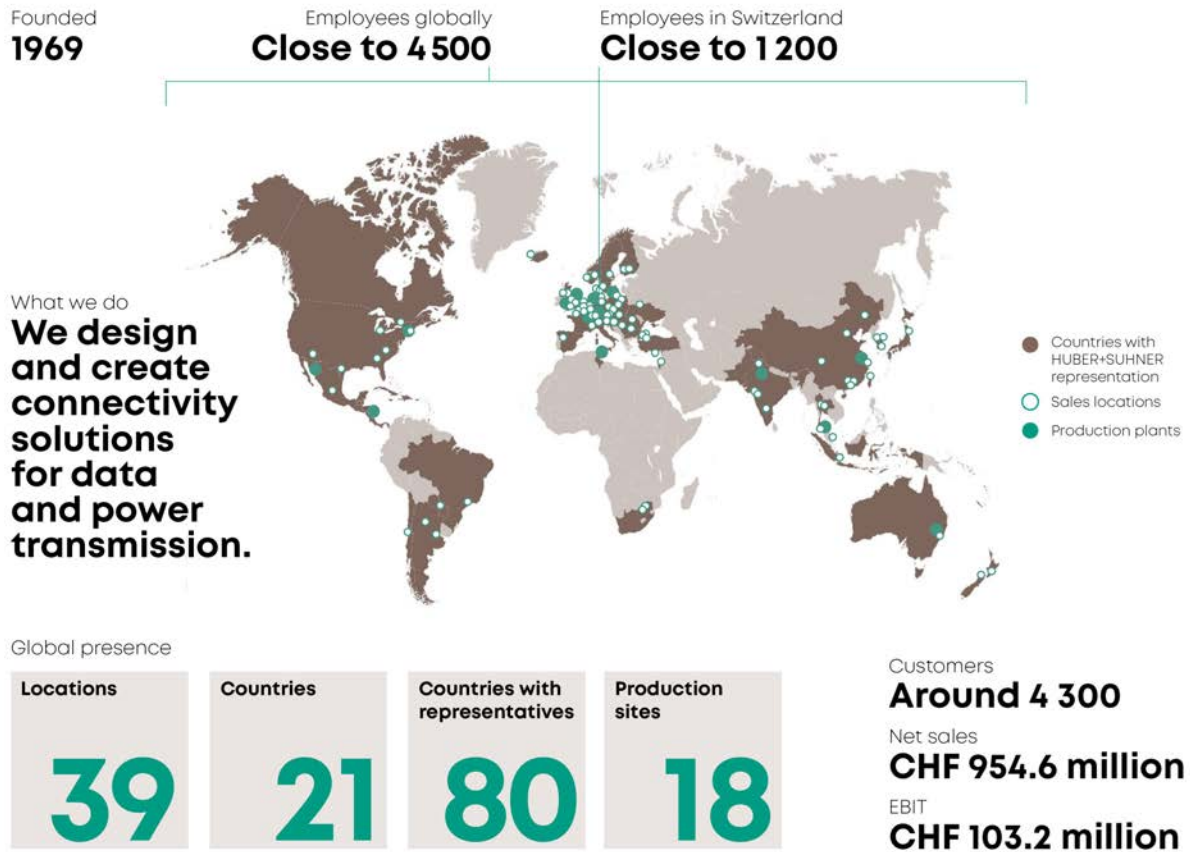 Founded
1969
Employees globally
Close to 4 500
Employees in Switzerland
Close to 1 200
What we do
We design
and create
connectivity
solutions
for data
and power
transmission.
Countries with
HUBER+SUHNER
representation
Sales locations
Production plants
Global presence
Locations
39
Countries
21
Countries with
representatives
80
Production
sites
18
Customers
Around 4 300
Net sales
CHF 954.6 million
EBIT
CHF 103.2 million